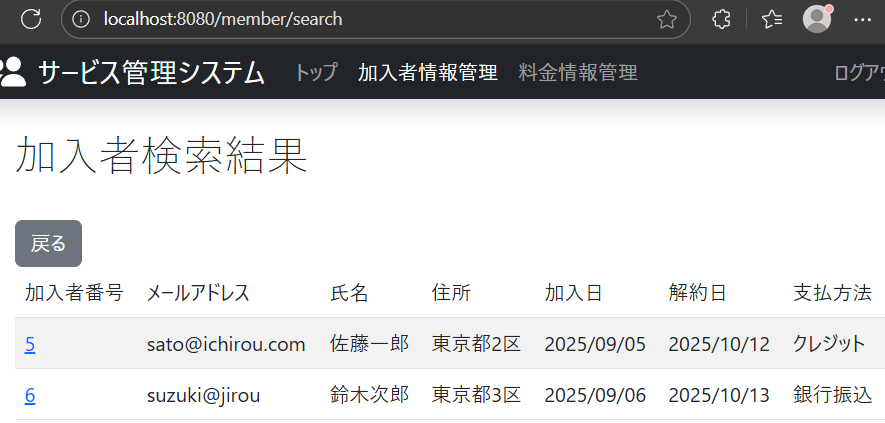 localhost:8080/member/search
サービス管理システム トップ 加入者情報管理 料金情報管理 ログアウ
加入者検索結果
戻る
加入者番号 メールアドレス 氏名 住所 加入日 解約日 支払方法
5 sato@ichirou.com 佐藤一郎 東京都2区 2025/09/05 2025/10/12 クレジット
6 suzuki@jirou 鈴木次郎 東京都3区 2025/09/06 2025/10/13 銀行振込